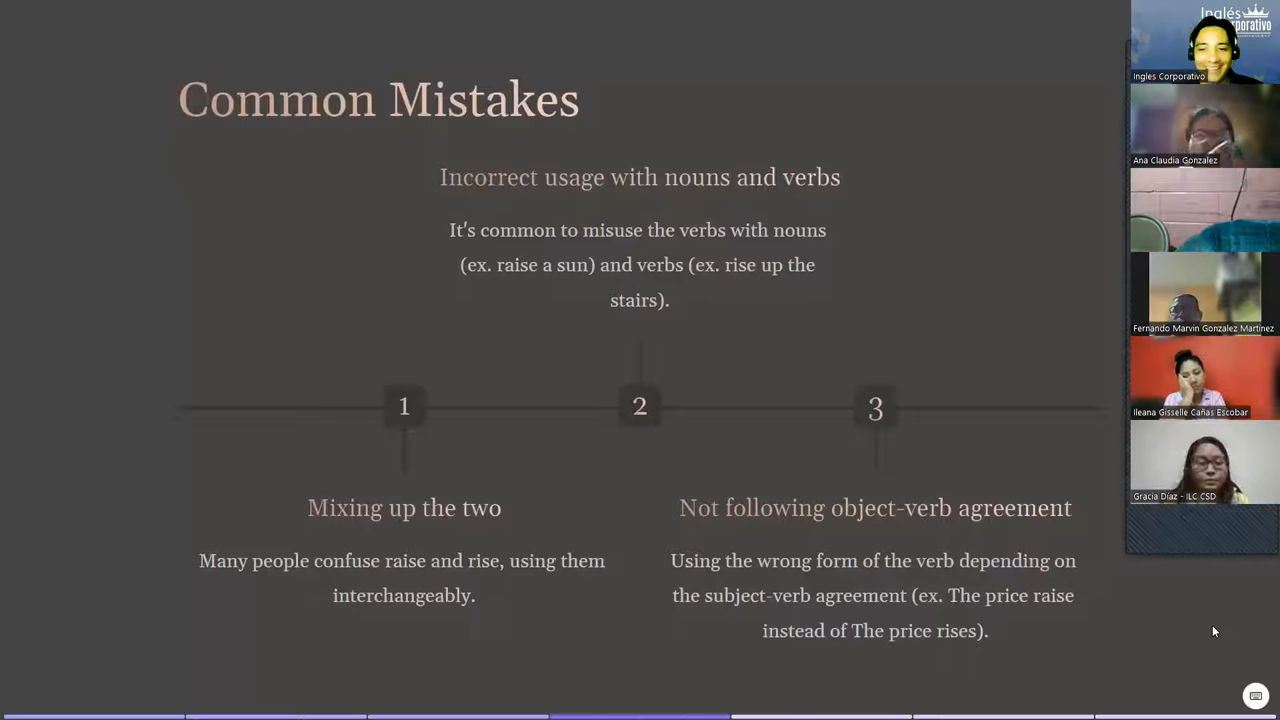 Common Mistakes
Incorrect usage with nouns and verbs
It's common to misuse the verbs with nouns
(ex. raise a sun) and verbs (ex. rise up the
stairs).
1
2
3
Mixing up the two
Many people confuse raise and rise, using them
interchangeably.
Not following object-verb agreement
Using the wrong form of the verb depending on
the subject-verb agreement (ex. The price raise
instead of The price rises).
Inglés
porativo
Ingles Corporativo
Ana Claudia Gonzalez
Fernando Marvin Gonzalez Martinez
Ileana Gisselle Cañas Escobar
Gracia Díaz - ILC CSD